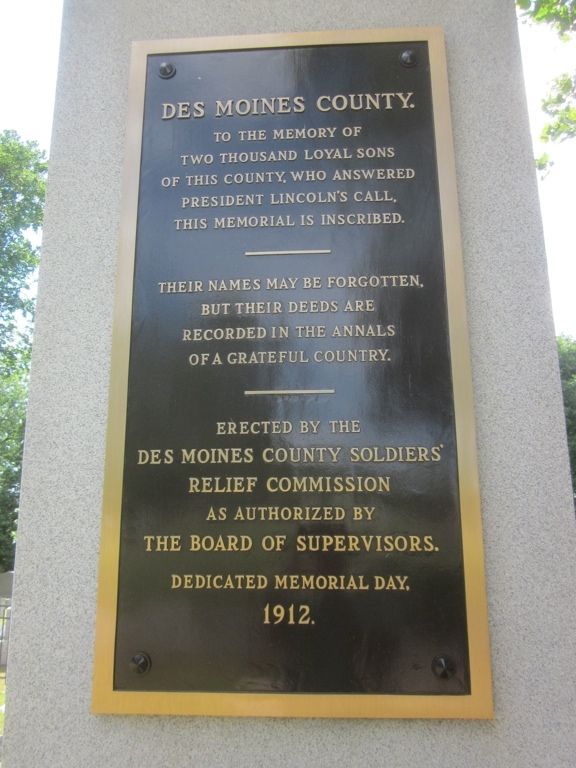 DES MOINES COUNTY.
TO THE MEMORY OF
TWO THOUSAND LOYAL SONS
OF THIS COUNTY, WHO ANSWERED
PRESIDENT LINCOLN'S CALL,
THIS MEMORIAL IS INSCRIBED.
THEIR NAMES MAY BE FORGOTTEN,
BUT THEIR DEEDS ARE
RECORDED IN THE ANNALS
OF A GRATEFUL COUNTRY.
ERECTED BY THE
DES MOINES COUNTY SOLDIERS'
RELIEF COMMISSION
AS AUTHORIZED BY
THE BOARD OF SUPERVISORS.
DEDICATED MEMORIAL DAY,
1912.